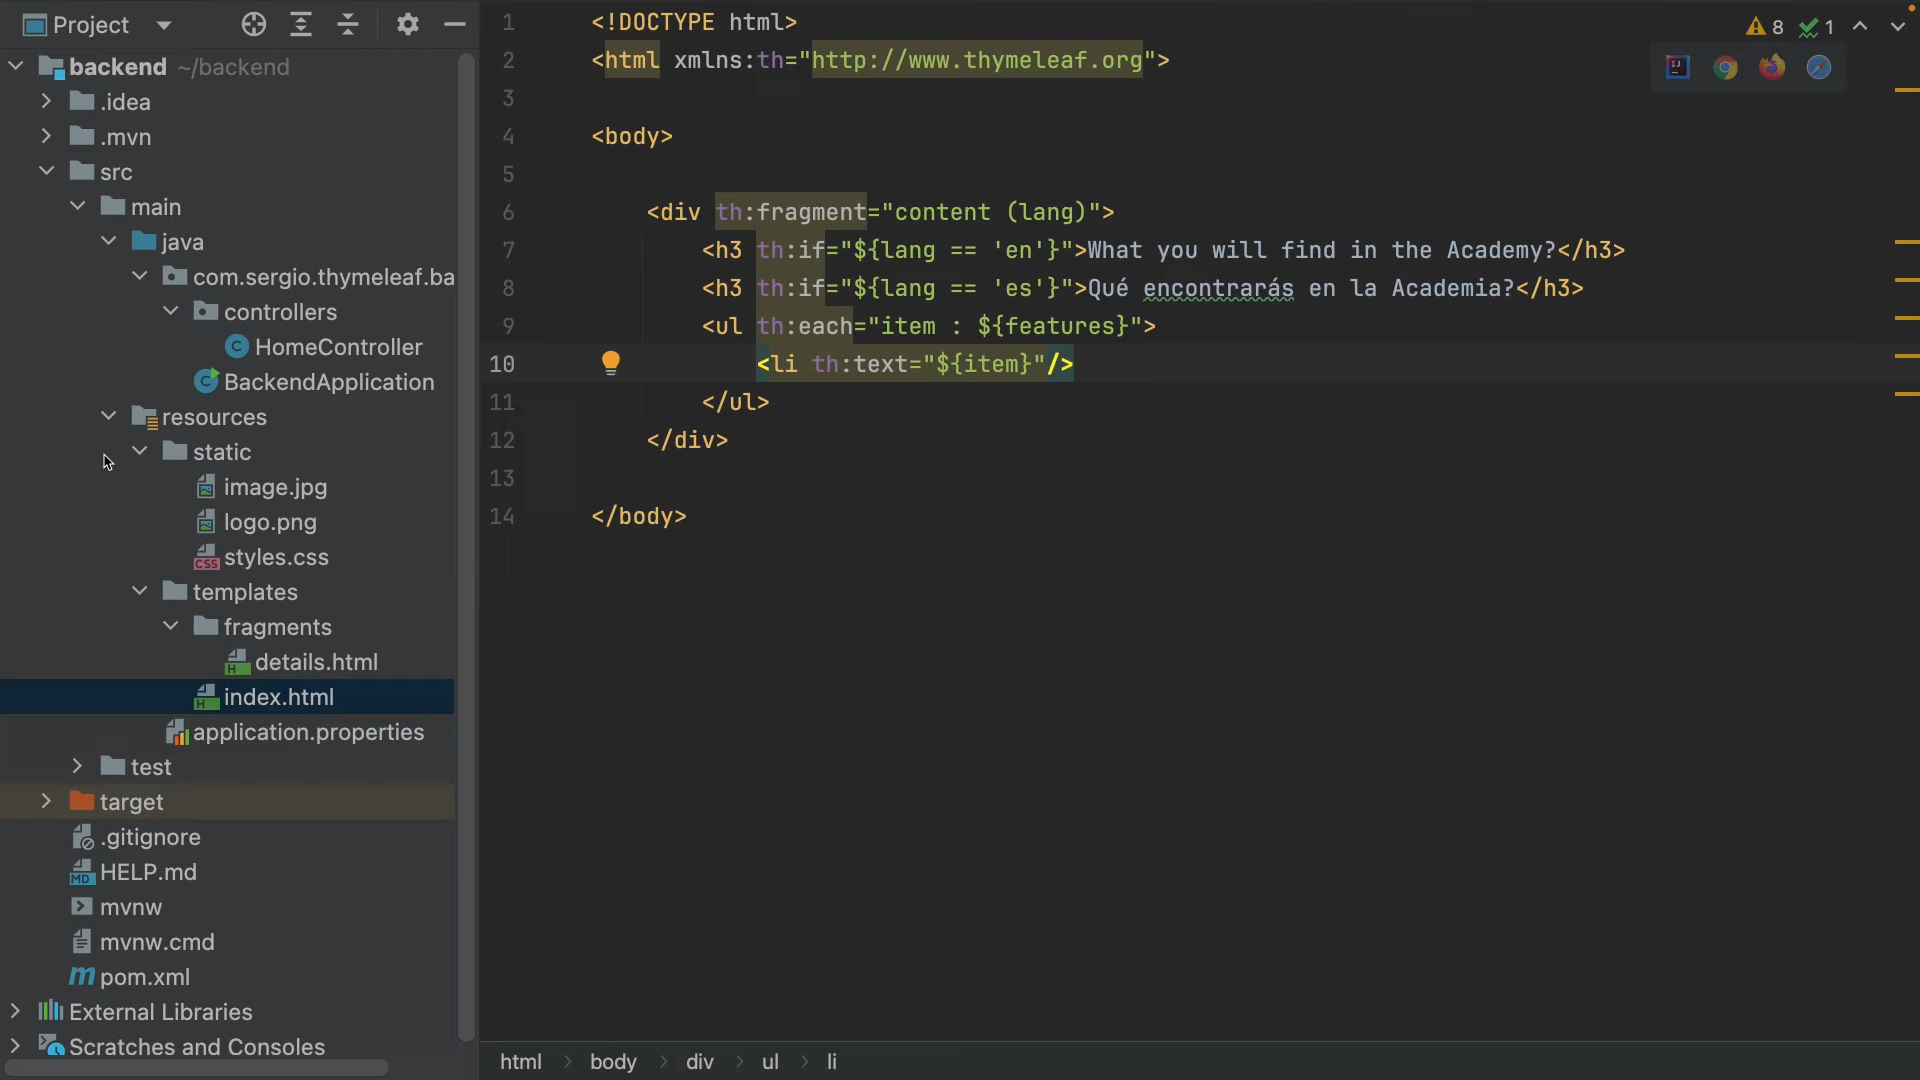 Project
backend ~/backend
.idea
.mvn
src
main
java
com.sergio.thymeleaf.ba
controllers
HomeController
BackendApplication
resources
static
image.jpg
logo.png
styles.css
templates
fragments
details.html
index.html
application.properties
test
target
.gitignore
HELP.md
mvnw
mvnw.cmd
pom.xml
External Libraries
Scratches and Consoles
8 1
1 <!DOCTYPE html>
2 <html xmlns:th="http://www.thymeleaf.org">
3
4 <body>
5
6 <div th:fragment="content (lang)">
7 <h3 th:if="${lang == 'en'}">What you will find in the Academy?</h3>
8 <h3 th:if="${lang == 'es'}">Qué encontrarás en la Academia?</h3>
9 <ul th:each="item : ${features}">
10 <li th:text="${item}"/>
11 </ul>
12 </div>
13
14 </body>
html > body > div > ul > li